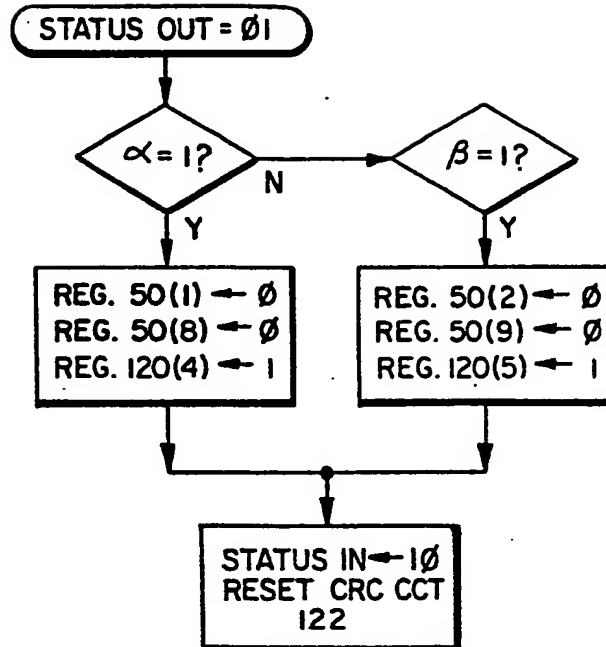 STATUS OUT = Ø1
α = 1?
N
β = 1?
Y
Y
REG. 50(1) ← Ø
REG. 50(8) ← Ø
REG. 120(4) ← 1
REG. 50(2) ← Ø
REG. 50(9) ← Ø
REG. 120(5) ← 1
STATUS IN ← 1Ø
RESET CRC CCT
122